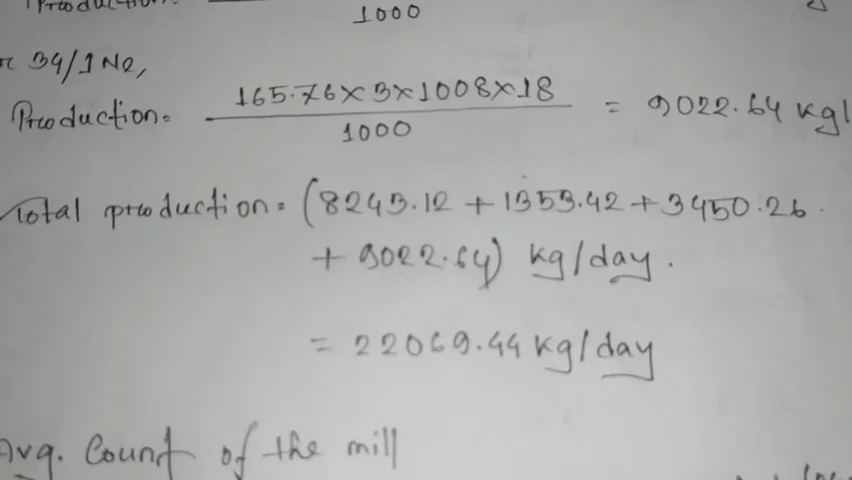 1000
34/1 Ne,
Production = 165.76×3×1008×18 / 1000 = 9022.64 kg/
Total production = (8243.12 + 1353.42 + 3450.26
+ 9022.64) kg/day.
= 22069.44 kg/day
Avg. Count of the mill